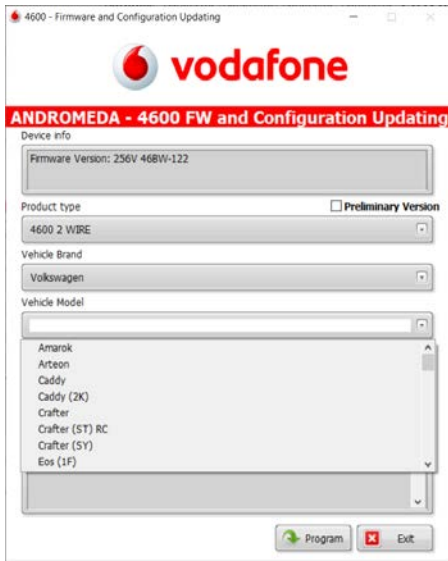 4600 - Firmware and Configuration Updating
vodafone
ANDROMEDA - 4600 FW and Configuration Updating
Device info
Firmware Version: 256V 46BW-122
Product type
Preliminary Version
4600 2 WIRE
Vehicle Brand
Volkswagen
Vehicle Model
Amarok
Arteon
Caddy
Caddy (2K)
Crafter
Crafter (ST) RC
Crafter (SY)
Eos (1F)
Program
Exit